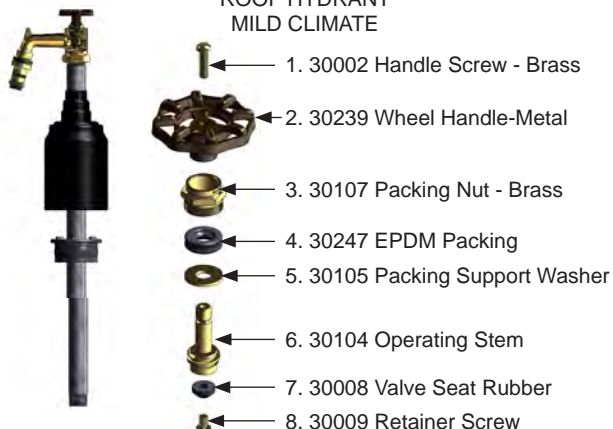 ROOF HYDRANT
MILD CLIMATE
1. 30002 Handle Screw - Brass
2. 30239 Wheel Handle-Metal
3. 30107 Packing Nut - Brass
4. 30247 EPDM Packing
5. 30105 Packing Support Washer
6. 30104 Operating Stem
7. 30008 Valve Seat Rubber
8. 30009 Retainer Screw